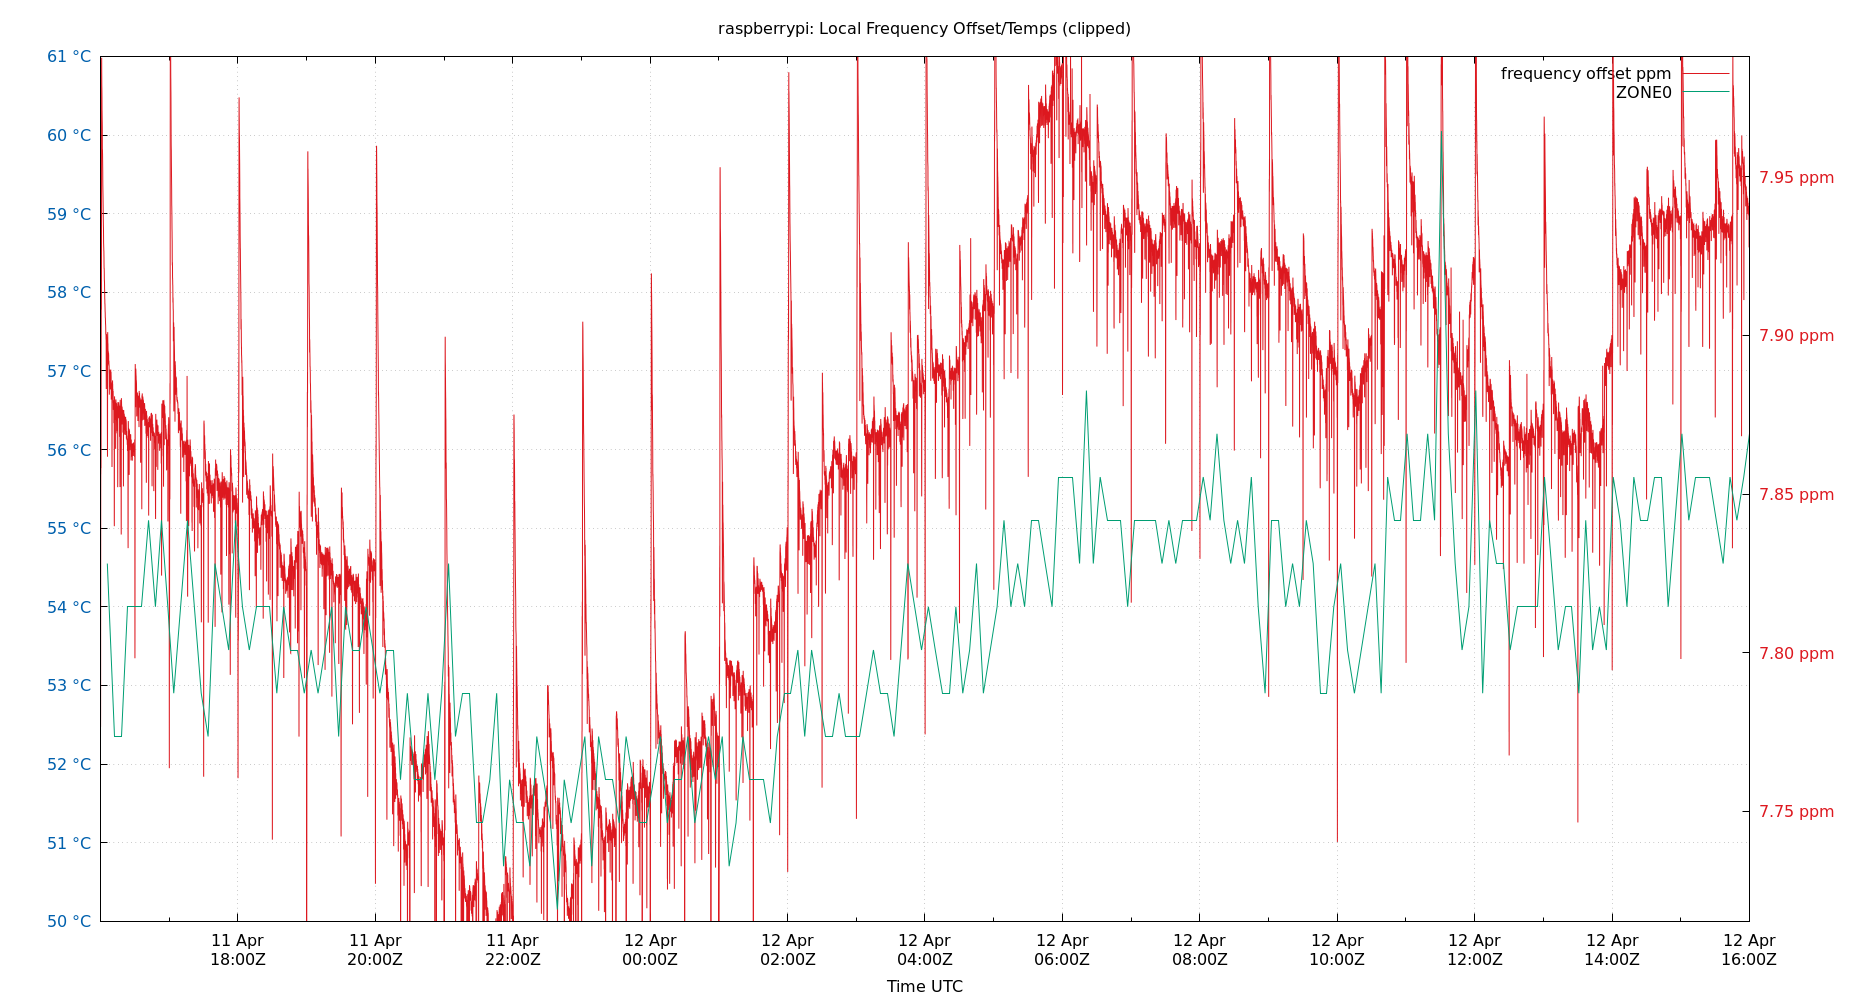 raspberrypi: Local Frequency Offset/Temps (clipped)
frequency offset ppm
ZONE0
61 °C
60 °C
59 °C
58 °C
57 °C
56 °C
55 °C
54 °C
53 °C
52 °C
51 °C
50 °C
7.95 ppm
7.90 ppm
7.85 ppm
7.80 ppm
7.75 ppm
11 Apr 11 Apr 11 Apr 12 Apr 12 Apr 12 Apr 12 Apr 12 Apr 12 Apr 12 Apr 12 Apr 12 Apr
18:00Z 20:00Z 22:00Z 00:00Z 02:00Z 04:00Z 06:00Z 08:00Z 10:00Z 12:00Z 14:00Z 16:00Z
Time UTC